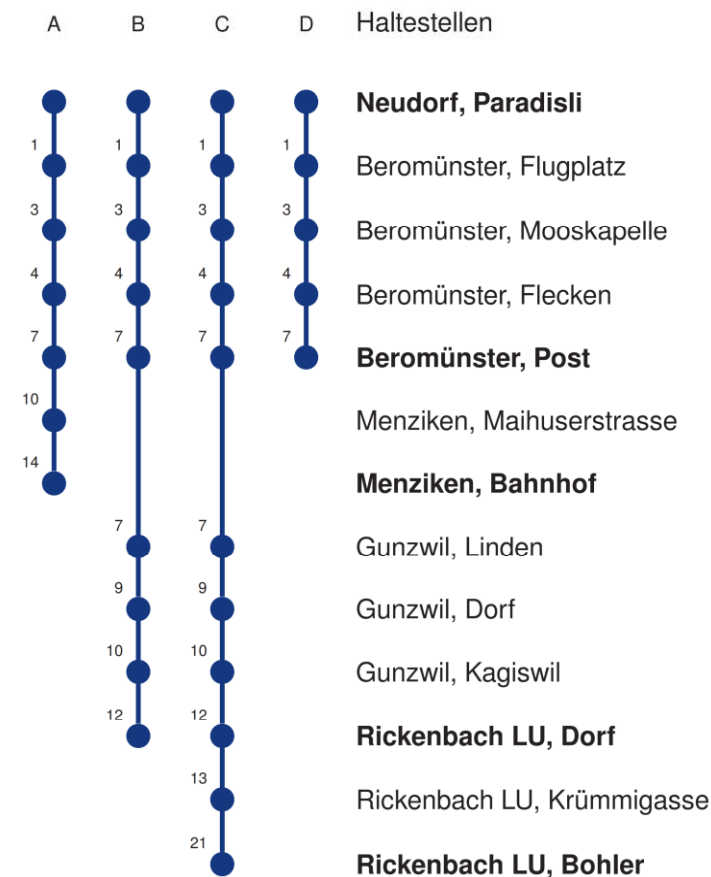 A B C D Haltestellen
Neudorf, Paradisli
1 1 1 1 Beromünster, Flugplatz
3 3 3 3 Beromünster, Mooskapelle
4 4 4 4 Beromünster, Flecken
7 7 7 7 Beromünster, Post
10 Menziken, Maihuserstrasse
14 Menziken, Bahnhof
7 7 Gunzwil, Linden
9 9 Gunzwil, Dorf
10 10 Gunzwil, Kagiswil
12 12 Rickenbach LU, Dorf
13 Rickenbach LU, Krümmigasse
21 Rickenbach LU, Bohler